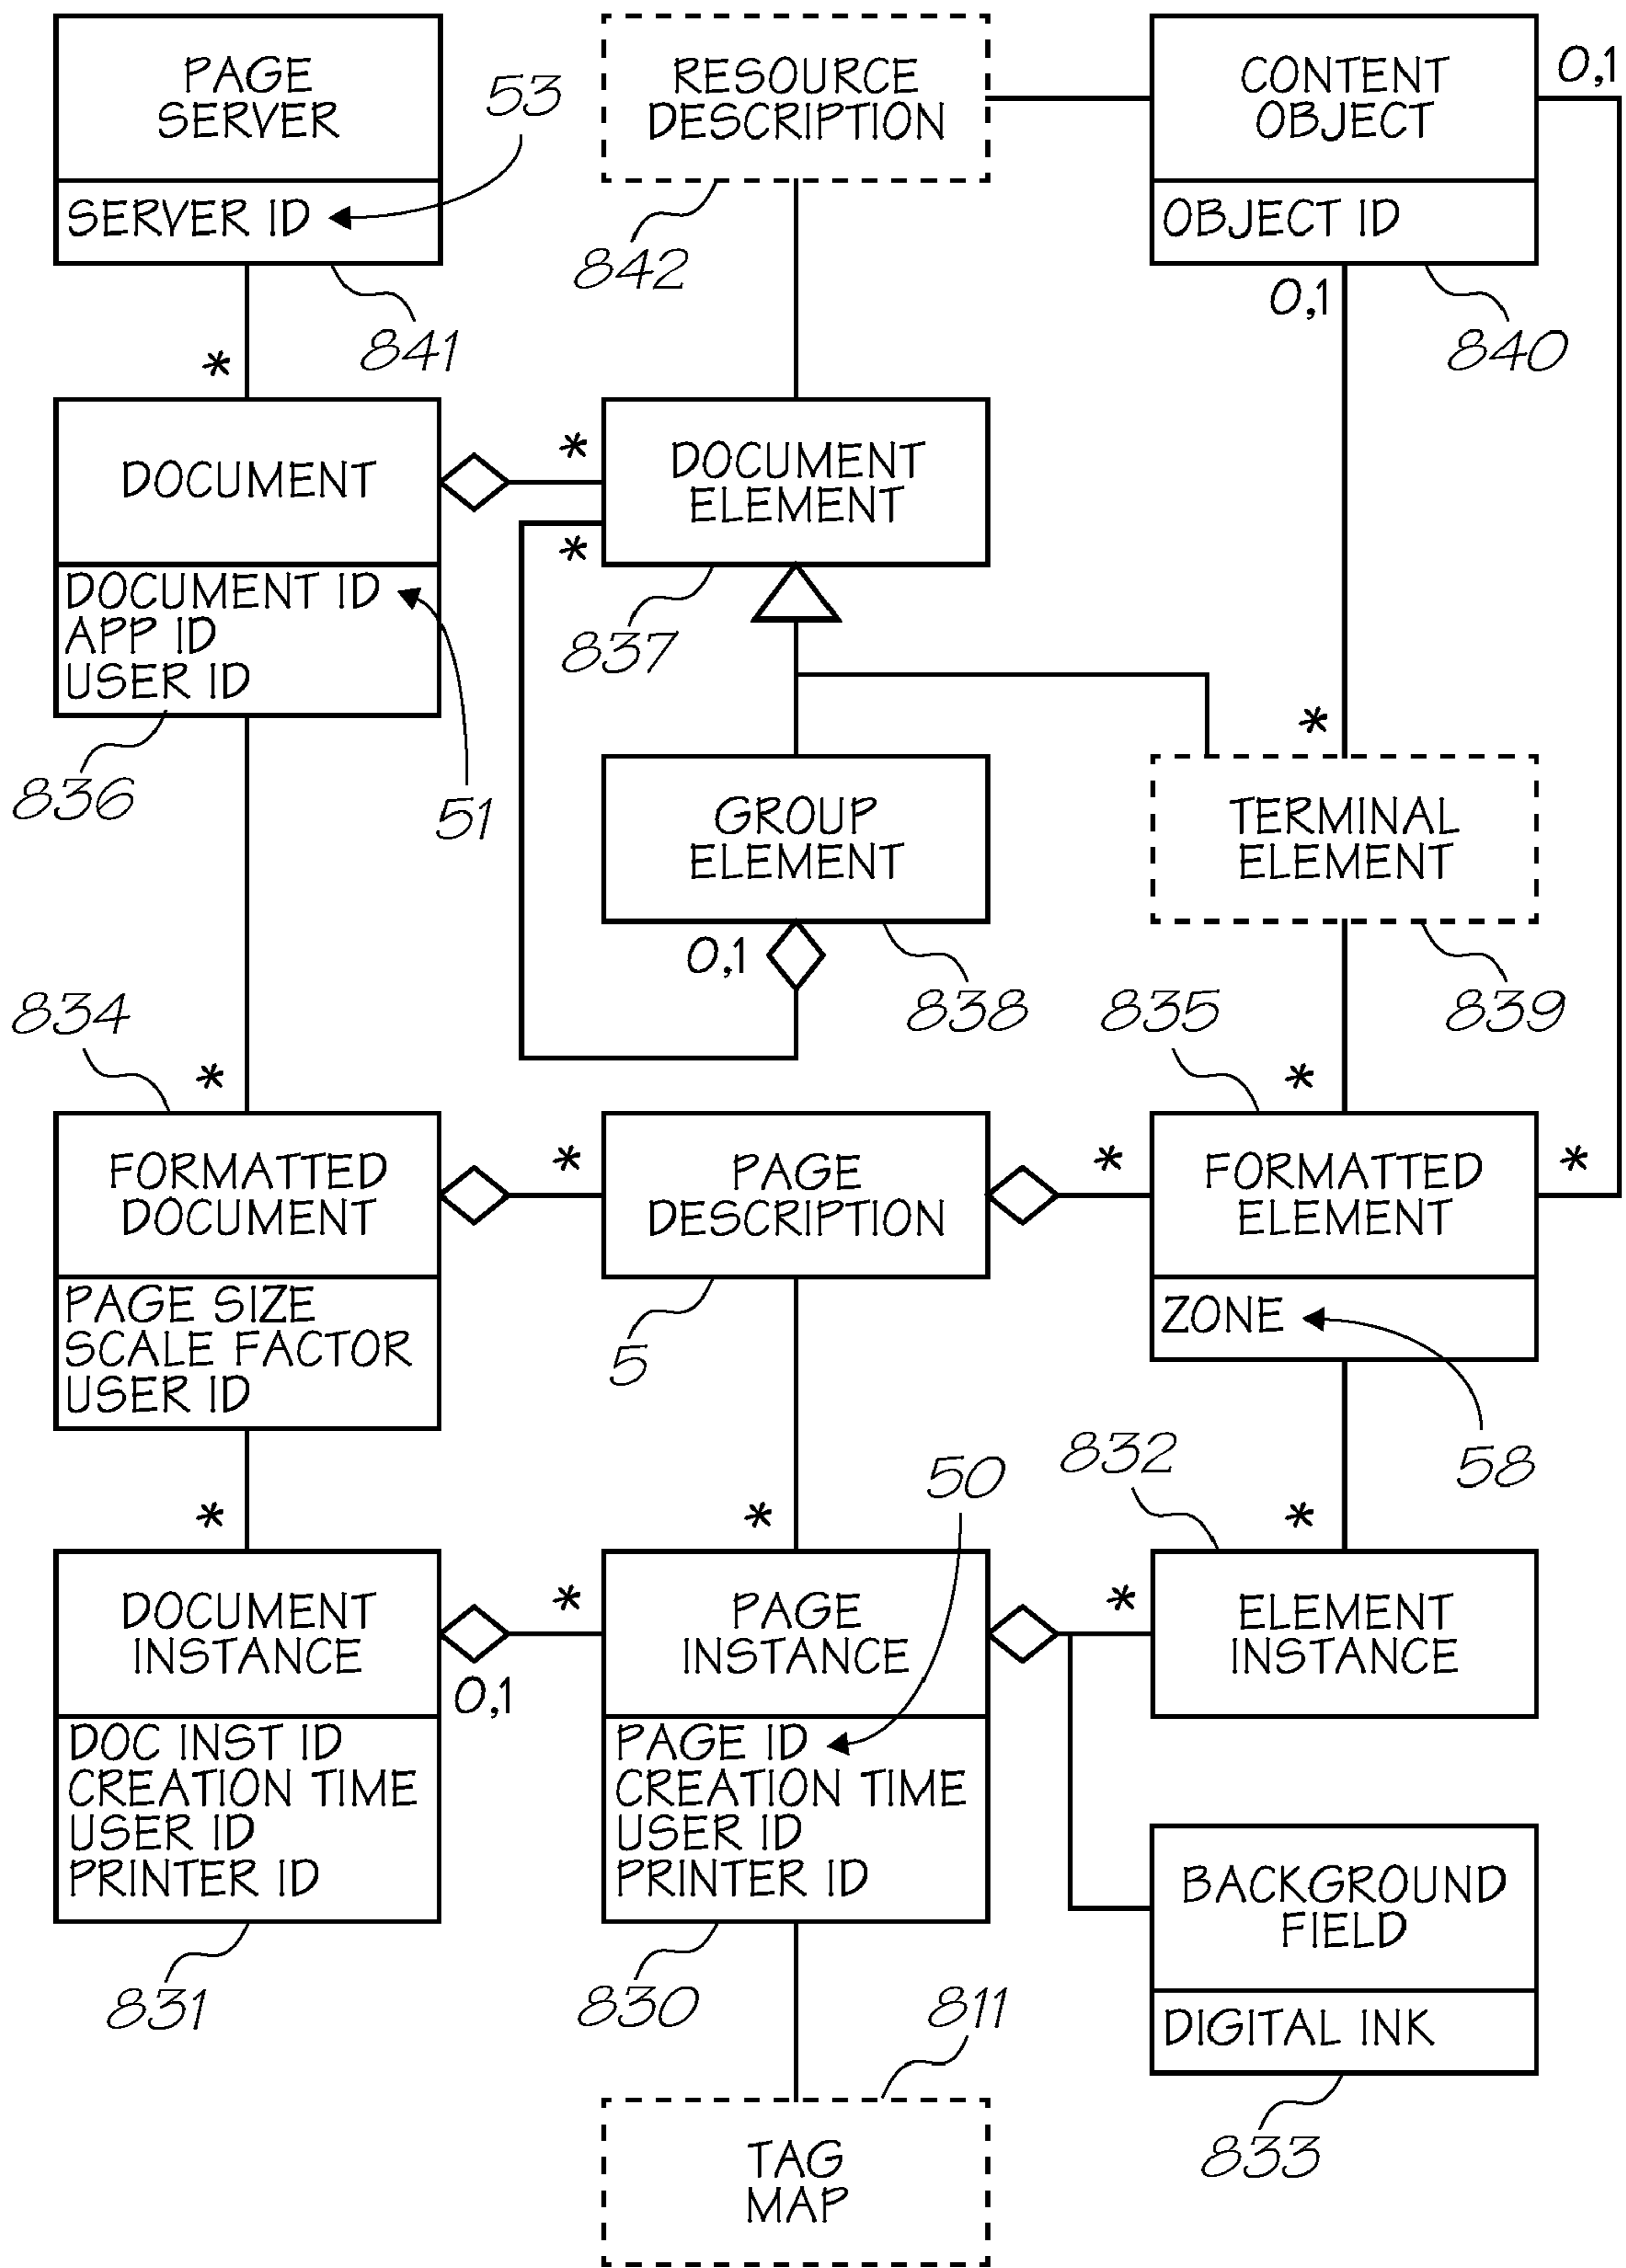 PAGE
SERVER
53
SERVER ID
841
RESOURCE
DESCRIPTION
842
CONTENT
OBJECT
0,1
OBJECT ID
0,1
840
*
DOCUMENT
DOCUMENT ID
APP ID
USER ID
836
51
*
DOCUMENT
ELEMENT
*
837
GROUP
ELEMENT
0,1
838
*
TERMINAL
ELEMENT
839
834
*
FORMATTED
DOCUMENT
PAGE SIZE
SCALE FACTOR
USER ID
*
PAGE
DESCRIPTION
5
835
*
*
FORMATTED
ELEMENT
*
ZONE
58
*
DOCUMENT
INSTANCE
0,1
DOC INST ID
CREATION TIME
USER ID
PRINTER ID
831
*
*
50
PAGE
INSTANCE
PAGE ID
CREATION TIME
USER ID
PRINTER ID
830
832
*
*
ELEMENT
INSTANCE
BACKGROUND
FIELD
DIGITAL INK
833
811
TAG
MAP